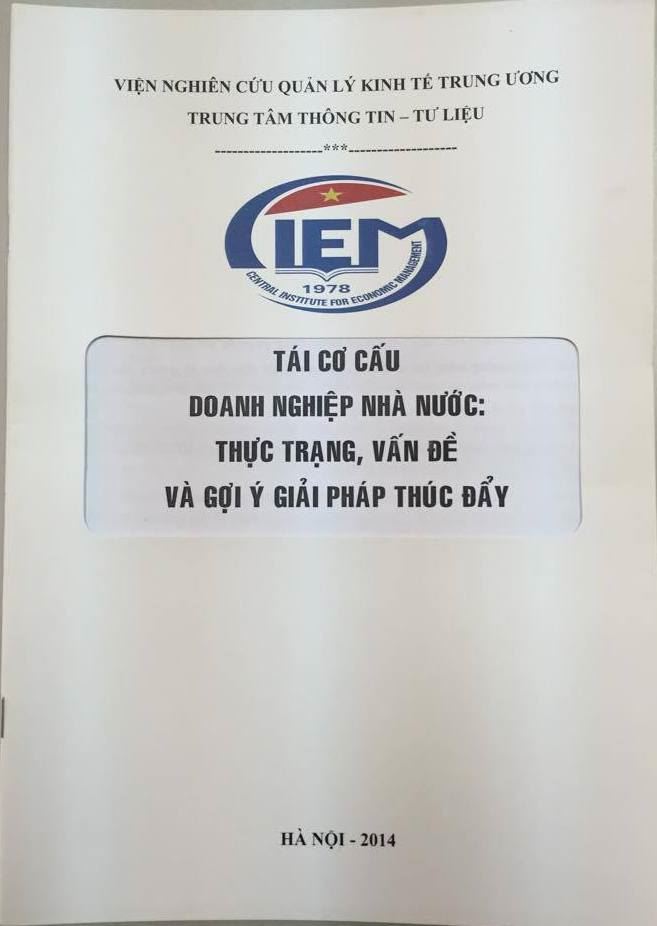 VIỆN NGHIÊN CỨU QUẢN LÝ KINH TẾ TRUNG ƯƠNG
TRUNG TÂM THÔNG TIN – TƯ LIỆU
-------------------***-------------------
CIEM
1978
CENTRAL INSTITUTE FOR ECONOMIC MANAGEMENT
TÁI CƠ CẤU
DOANH NGHIỆP NHÀ NƯỚC:
THỰC TRẠNG, VẤN ĐỀ
VÀ GỢI Ý GIẢI PHÁP THÚC ĐẨY
HÀ NỘI - 2014